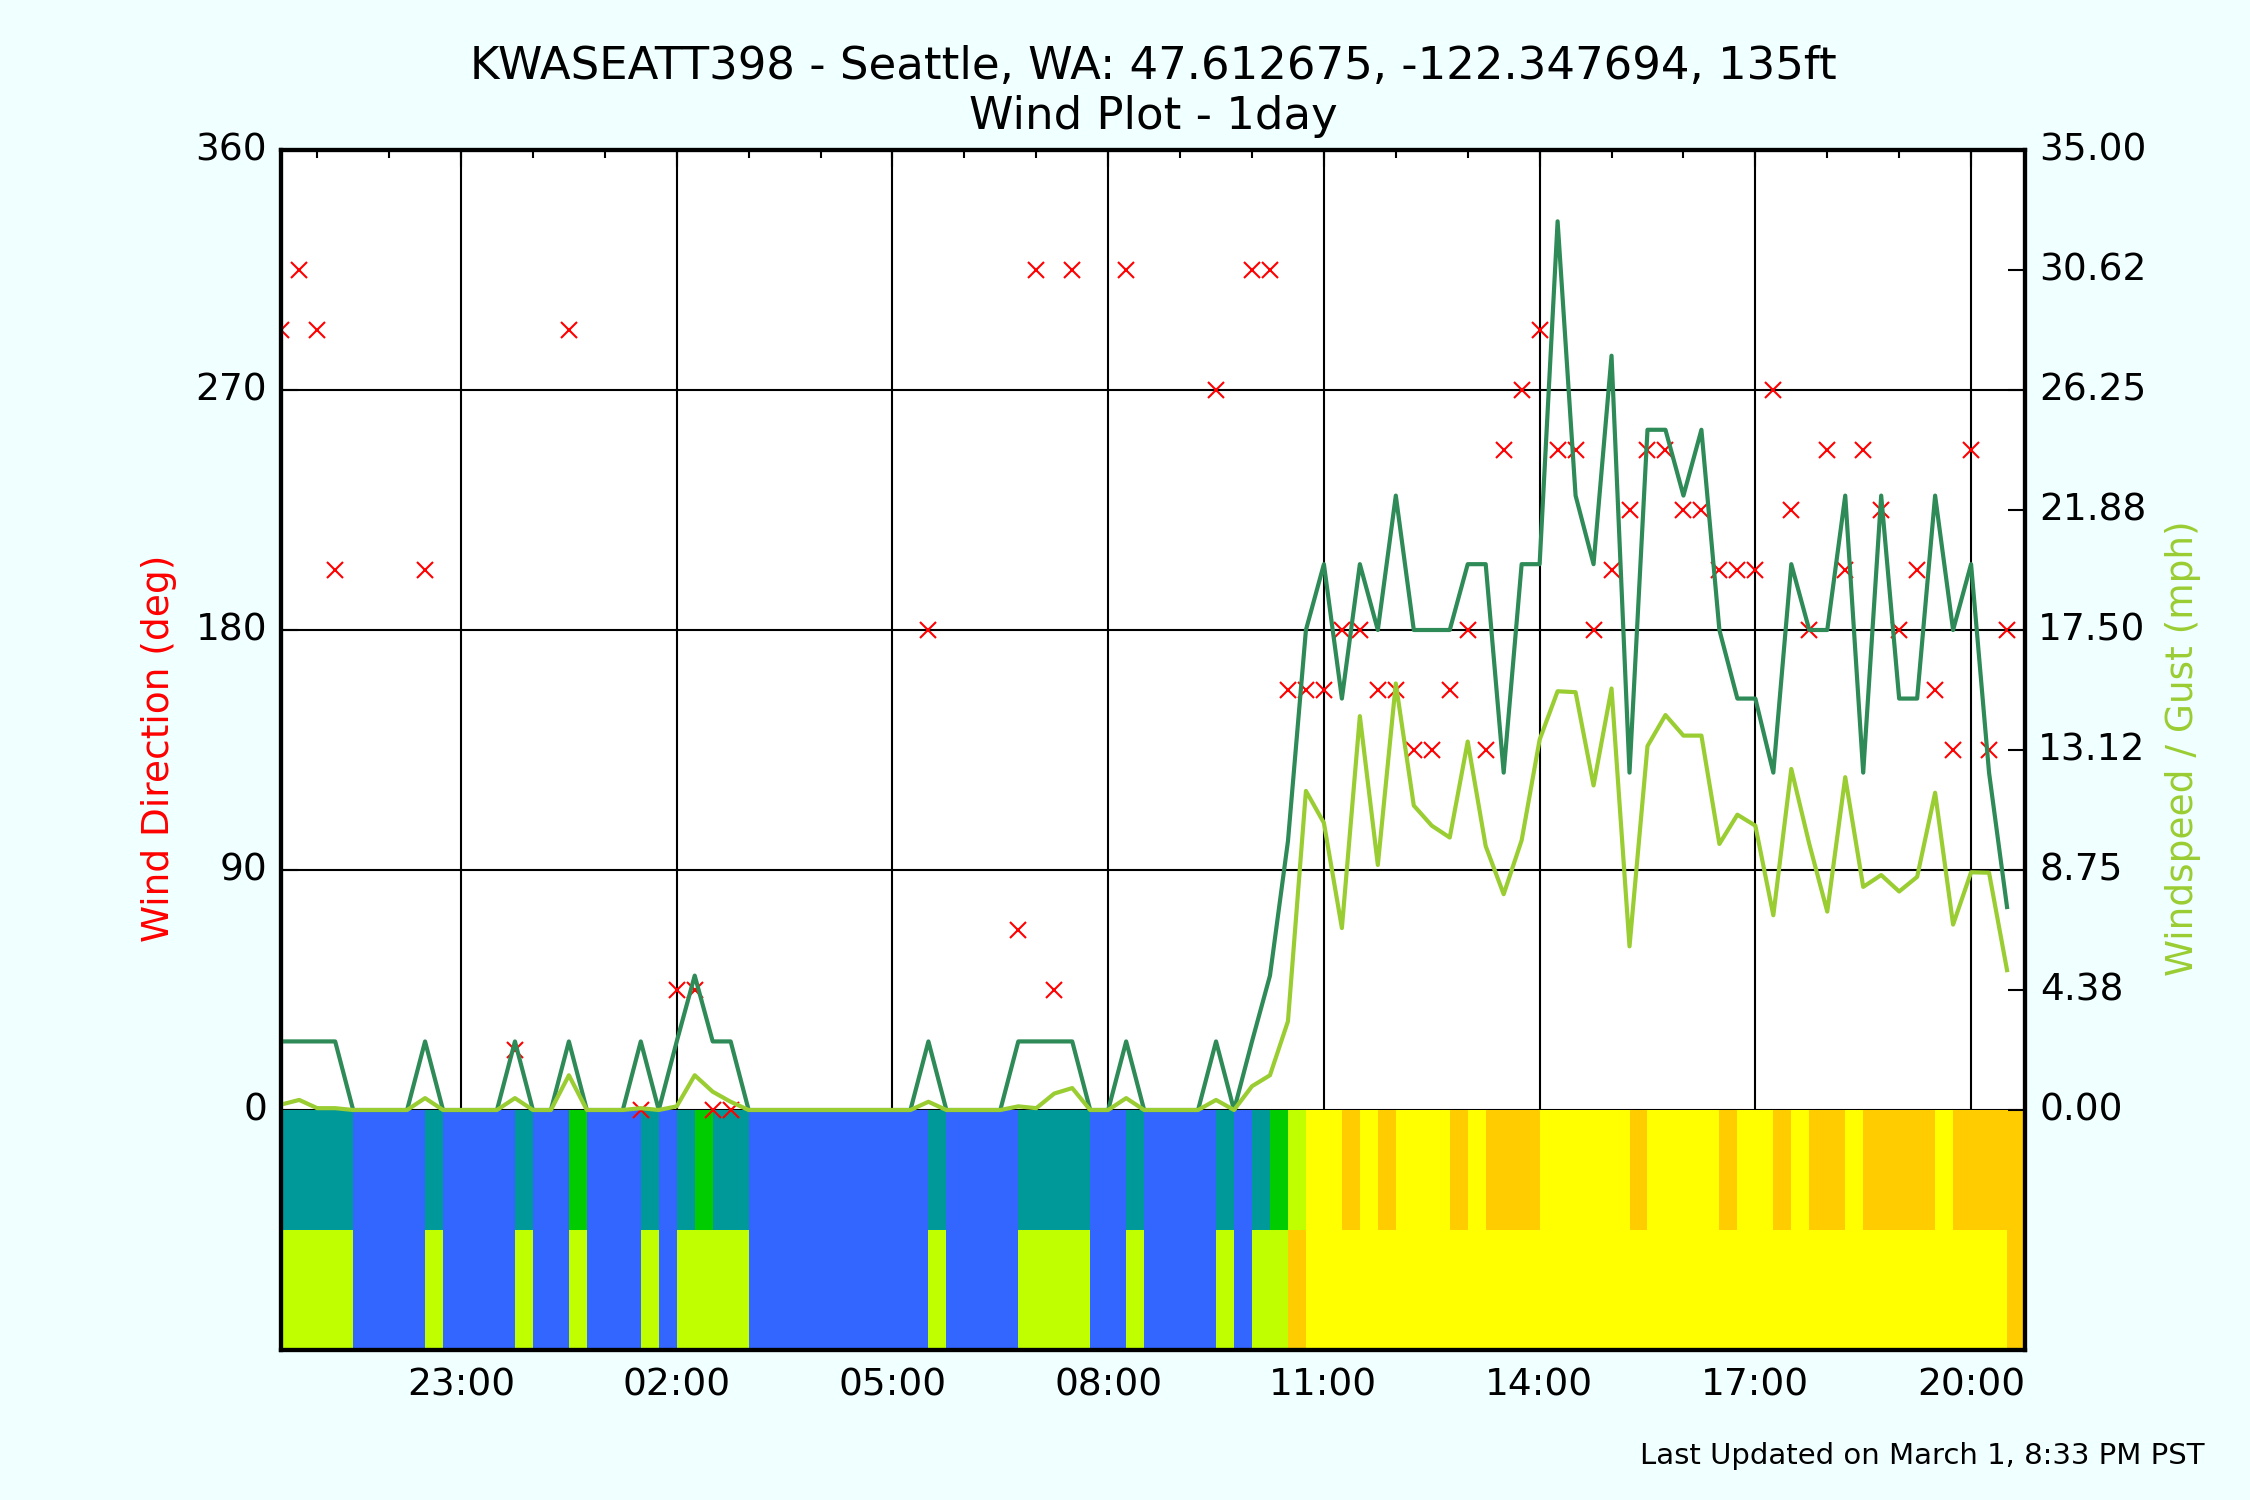 KWASEATT398 - Seattle, WA: 47.612675, -122.347694, 135ft
Wind Plot - 1day
360
270
180
90
0
Wind Direction (deg)
35.00
30.62
26.25
21.88
17.50
13.12
8.75
4.38
0.00
Windspeed / Gust (mph)
23:00 02:00 05:00 08:00 11:00 14:00 17:00 20:00
Last Updated on March 1, 8:33 PM PST